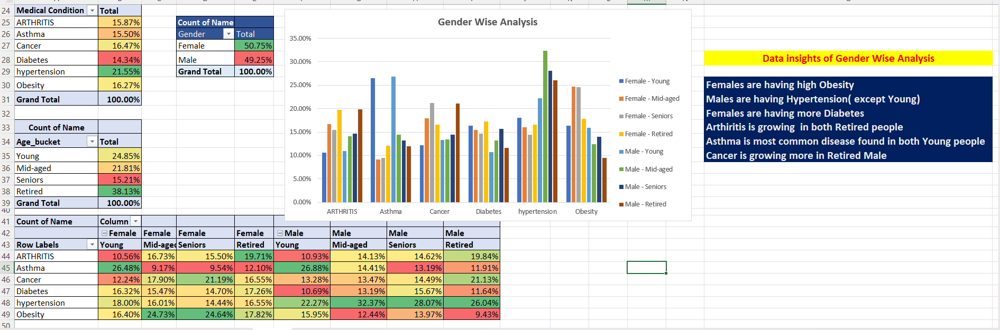 24 Medical Condition Total
25 ARTHRITIS 15.87%
26 Asthma 15.50%
27 Cancer 16.47%
28 Diabetes 14.34%
29 hypertension 21.55%
30 Obesity 16.27%
31 Grand Total 100.00%
32
Count of Name
Gender Total
Female 50.75%
Male 49.25%
Grand Total 100.00%
33 Count of Name
34 Age_bucket Total
35 Young 24.85%
36 Mid-aged 21.81%
37 Seniors 15.21%
38 Retired 38.13%
39 Grand Total 100.00%
40
Gender Wise Analysis
35.00%
30.00%
25.00%
20.00%
15.00%
10.00%
5.00%
0.00%
ARTHRITIS Asthma Cancer Diabetes hypertension Obesity
Female - Young
Female - Mid-aged
Female - Seniors
Female - Retired
Male - Young
Male - Mid-aged
Male - Seniors
Male - Retired
Data insights of Gender Wise Analysis
Females are having high Obesity
Males are having Hypertension( except Young)
Females are having more Diabetes
Arthiritis is growing  in both Retired people
Asthma is most common disease found in both Young people
Cancer is growing more in Retired Male
41 Count of Name Column
42 Female Female Female Female Male Male Male Male
43 Row Labels Young Mid-aged Seniors Retired Young Mid-aged Seniors Retired
44 ARTHRITIS 10.56% 16.73% 15.50% 19.71% 10.93% 14.13% 14.62% 19.84%
45 Asthma 26.48% 9.17% 9.54% 12.10% 26.88% 14.41% 13.19% 11.91%
46 Cancer 12.24% 17.90% 21.19% 16.55% 13.28% 13.47% 14.49% 21.13%
47 Diabetes 16.32% 15.47% 14.70% 17.26% 10.69% 13.19% 15.67% 11.64%
48 hypertension 18.00% 16.01% 14.44% 16.55% 22.27% 32.37% 28.07% 26.04%
49 Obesity 16.40% 24.73% 24.64% 17.82% 15.95% 12.44% 13.97% 9.43%
50